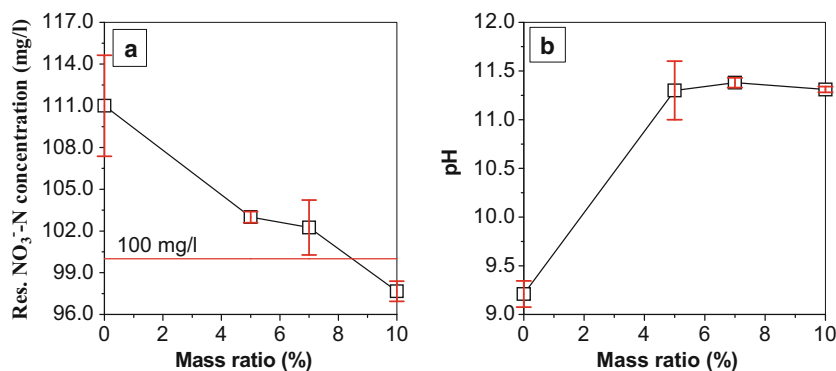 a
Res. NO₃⁻-N concentration (mg/l)
117.0
114.0
111.0
108.0
105.0
102.0
99.0
96.0
100 mg/l
0 2 4 6 8 10
Mass ratio (%)
b
pH
12.0
11.5
11.0
10.5
10.0
9.5
9.0
0 2 4 6 8 10
Mass ratio (%)